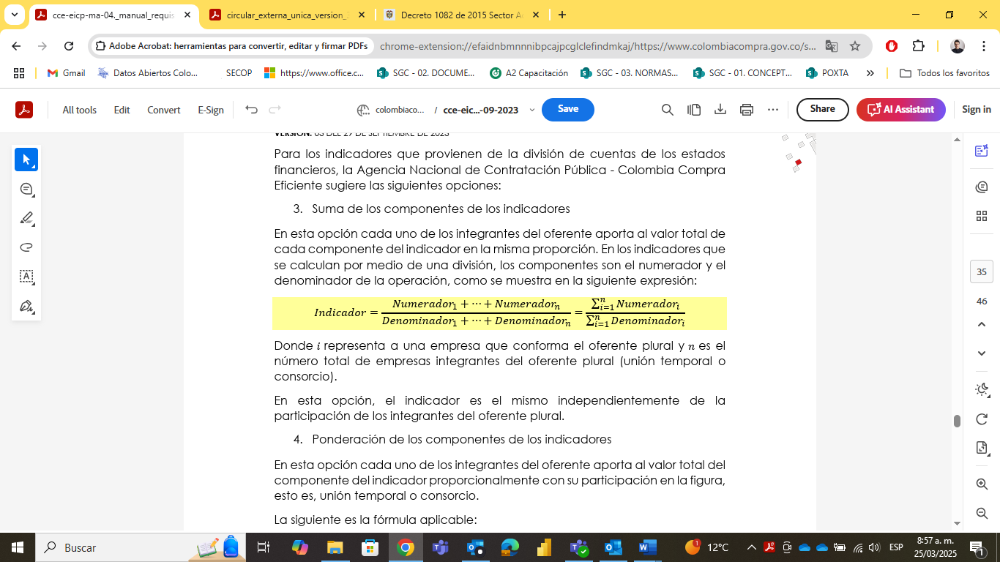 cce-eicp-ma-04._manual_requis
circular_externa_unica_version_
Decreto 1082 de 2015 Sector A
Adobe Acrobat: herramientas para convertir, editar y firmar PDFs
chrome-extension://efaidnbmnnnibpcajpcglclefindmkaj/https://www.colombiacompra.gov.co/s...
Gmail
Datos Abiertos Colo...
SECOP
https://www.office.c...
SGC - 02. DOCUME...
A2 Capacitación
SGC - 03. NORMAS...
SGC - 01. CONCEPT...
POXTA
Todos los favoritos
All tools
Edit
Convert
E-Sign
colombiaco...
/ cce-eic...-09-2023
Save
Share
AI Assistant
Sign in
VERSIÓN: 03 DEL 27 DE SEPTIEMBRE DE 2023
Para los indicadores que provienen de la división de cuentas de los estados
financieros, la Agencia Nacional de Contratación Pública - Colombia Compra
Eficiente sugiere las siguientes opciones:
3. Suma de los componentes de los indicadores
En esta opción cada uno de los integrantes del oferente aporta al valor total de
cada componente del indicador en la misma proporción. En los indicadores que
se calculan por medio de una división, los componentes son el numerador y el
denominador de la operación, como se muestra en la siguiente expresión:
Indicador = (Numerador₁ + ⋯ + Numeradorₙ) / (Denominador₁ + ⋯ + Denominadorₙ) = ∑ⁿᵢ₌₁ Numeradorᵢ / ∑ⁿᵢ₌₁ Denominadorᵢ
Donde i representa a una empresa que conforma el oferente plural y n es el
número total de empresas integrantes del oferente plural (unión temporal o
consorcio).
En esta opción, el indicador es el mismo independientemente de la
participación de los integrantes del oferente plural.
4. Ponderación de los componentes de los indicadores
En esta opción cada uno de los integrantes del oferente aporta al valor total del
componente del indicador proporcionalmente con su participación en la figura,
esto es, unión temporal o consorcio.
La siguiente es la fórmula aplicable:
35
46
Buscar
1
12°C
ESP
8:57 a. m.
25/03/2025
1